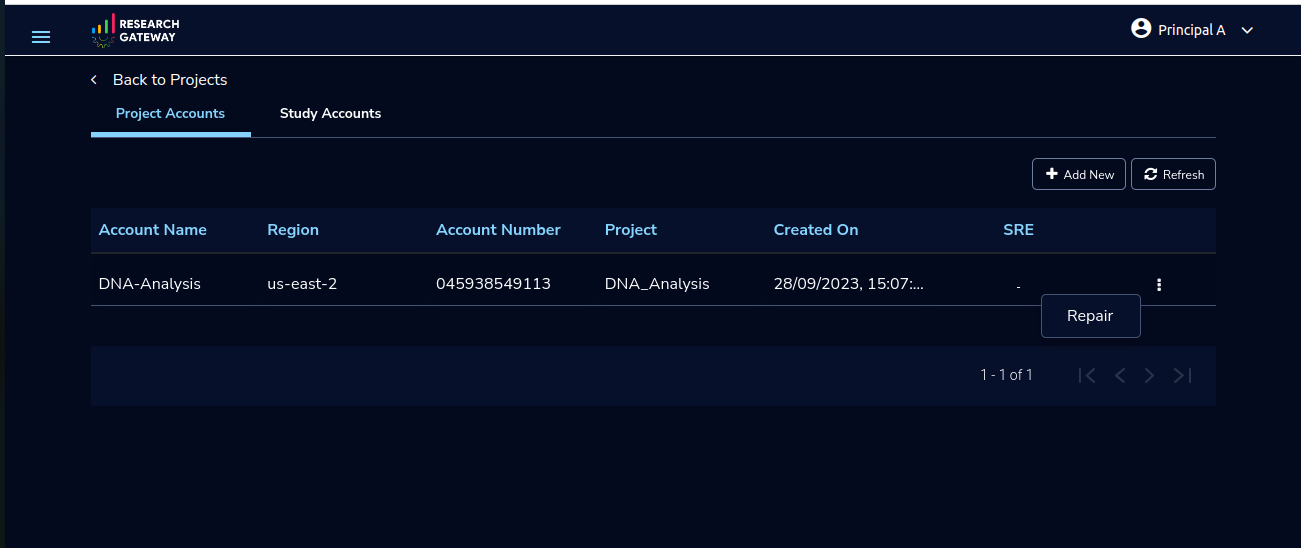 RESEARCH
GATEWAY
Principal A
Back to Projects
Project Accounts Study Accounts
Add New Refresh
Account Name Region Account Number Project Created On SRE
DNA-Analysis us-east-2 045938549113 DNA_Analysis 28/09/2023, 15:07:... -
Repair
1 - 1 of 1